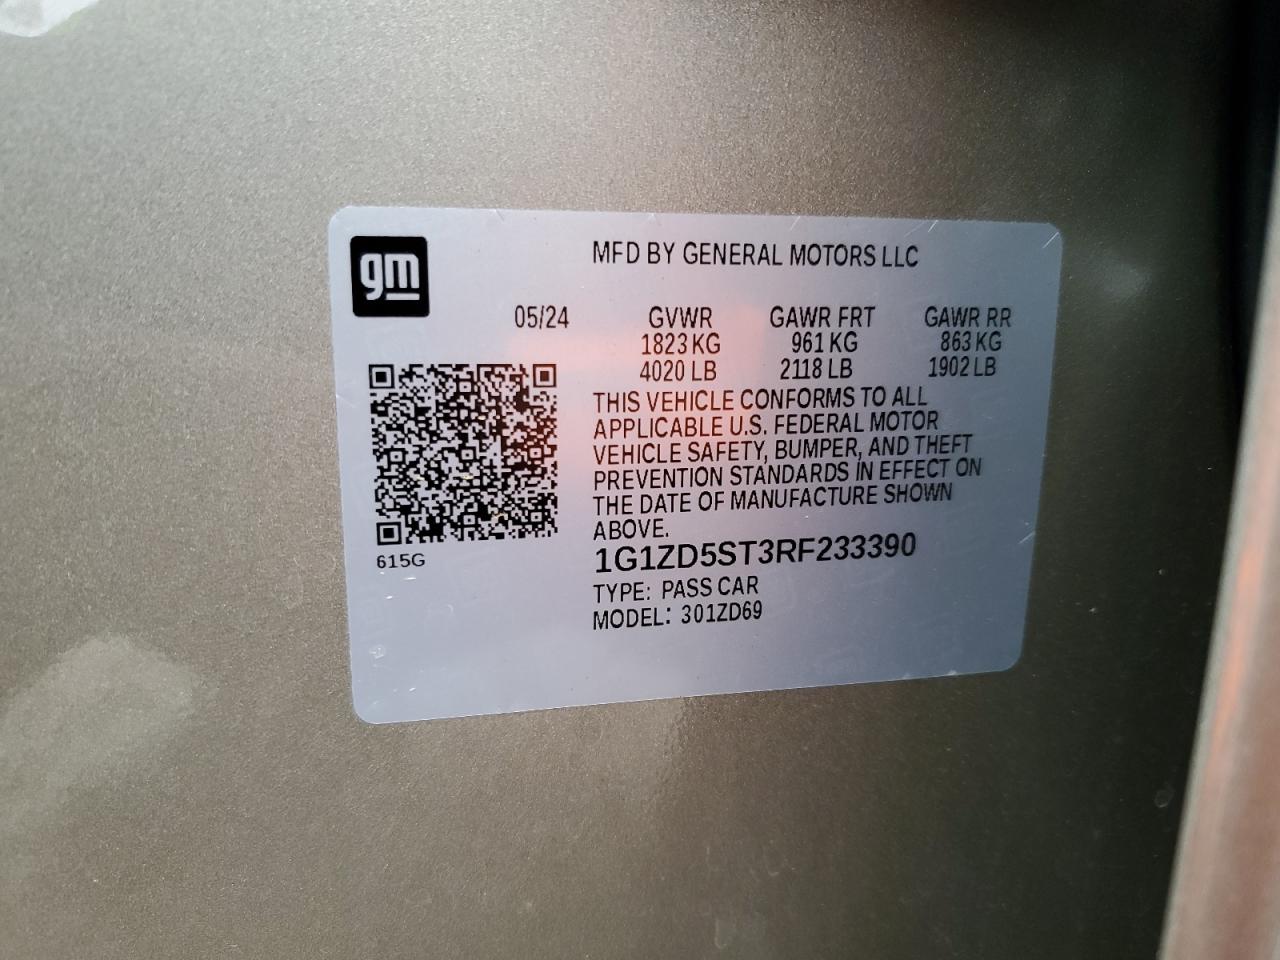 gm
MFD BY GENERAL MOTORS LLC
05/24 GVWR GAWR FRT GAWR RR
1823 KG 961 KG 863 KG
4020 LB 2118 LB 1902 LB
THIS VEHICLE CONFORMS TO ALL
APPLICABLE U.S. FEDERAL MOTOR
VEHICLE SAFETY, BUMPER, AND THEFT
PREVENTION STANDARDS IN EFFECT ON
THE DATE OF MANUFACTURE SHOWN
ABOVE.
615G
1G1ZD5ST3RF233390
TYPE: PASS CAR
MODEL: 301ZD69